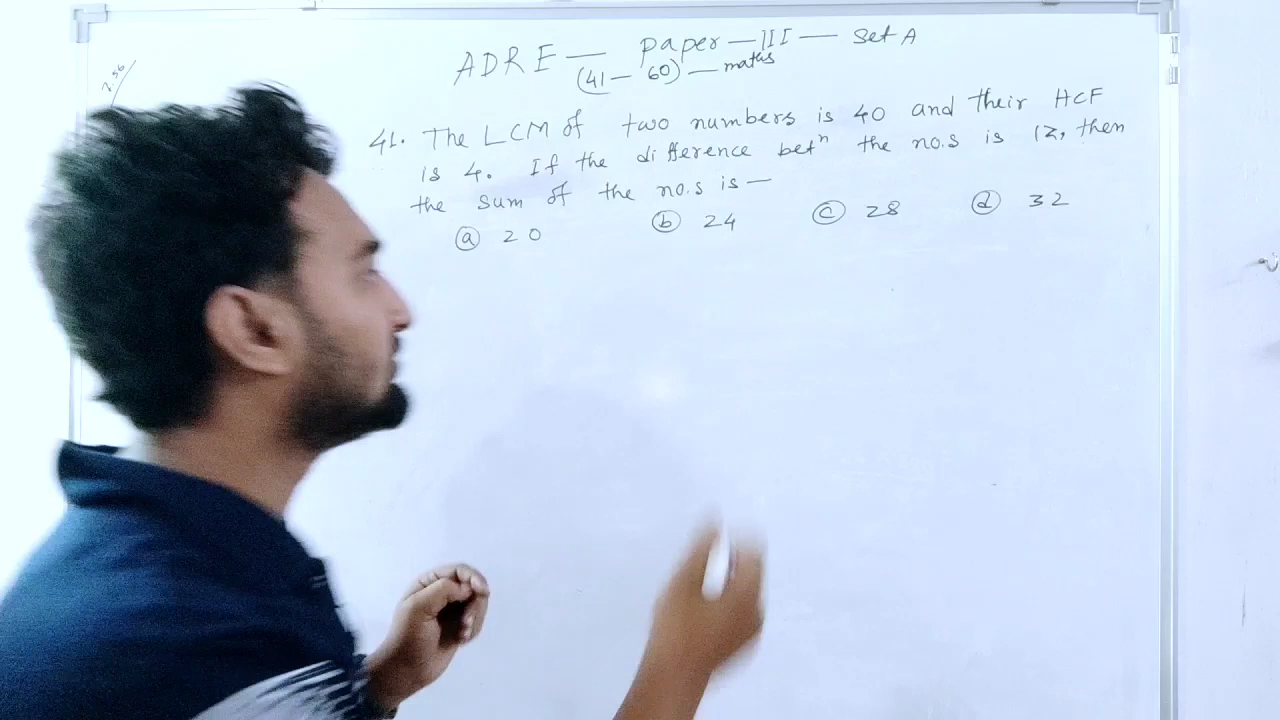 ADRE — Paper — III — Set A
(41 - 60) — maths
41. The LCM of two numbers is 40 and their HCF
is 4. If the difference betⁿ the no.s is 12, then
the sum of the no.s is —
ⓐ 20 ⓑ 24 ⓒ 28 ⓓ 32